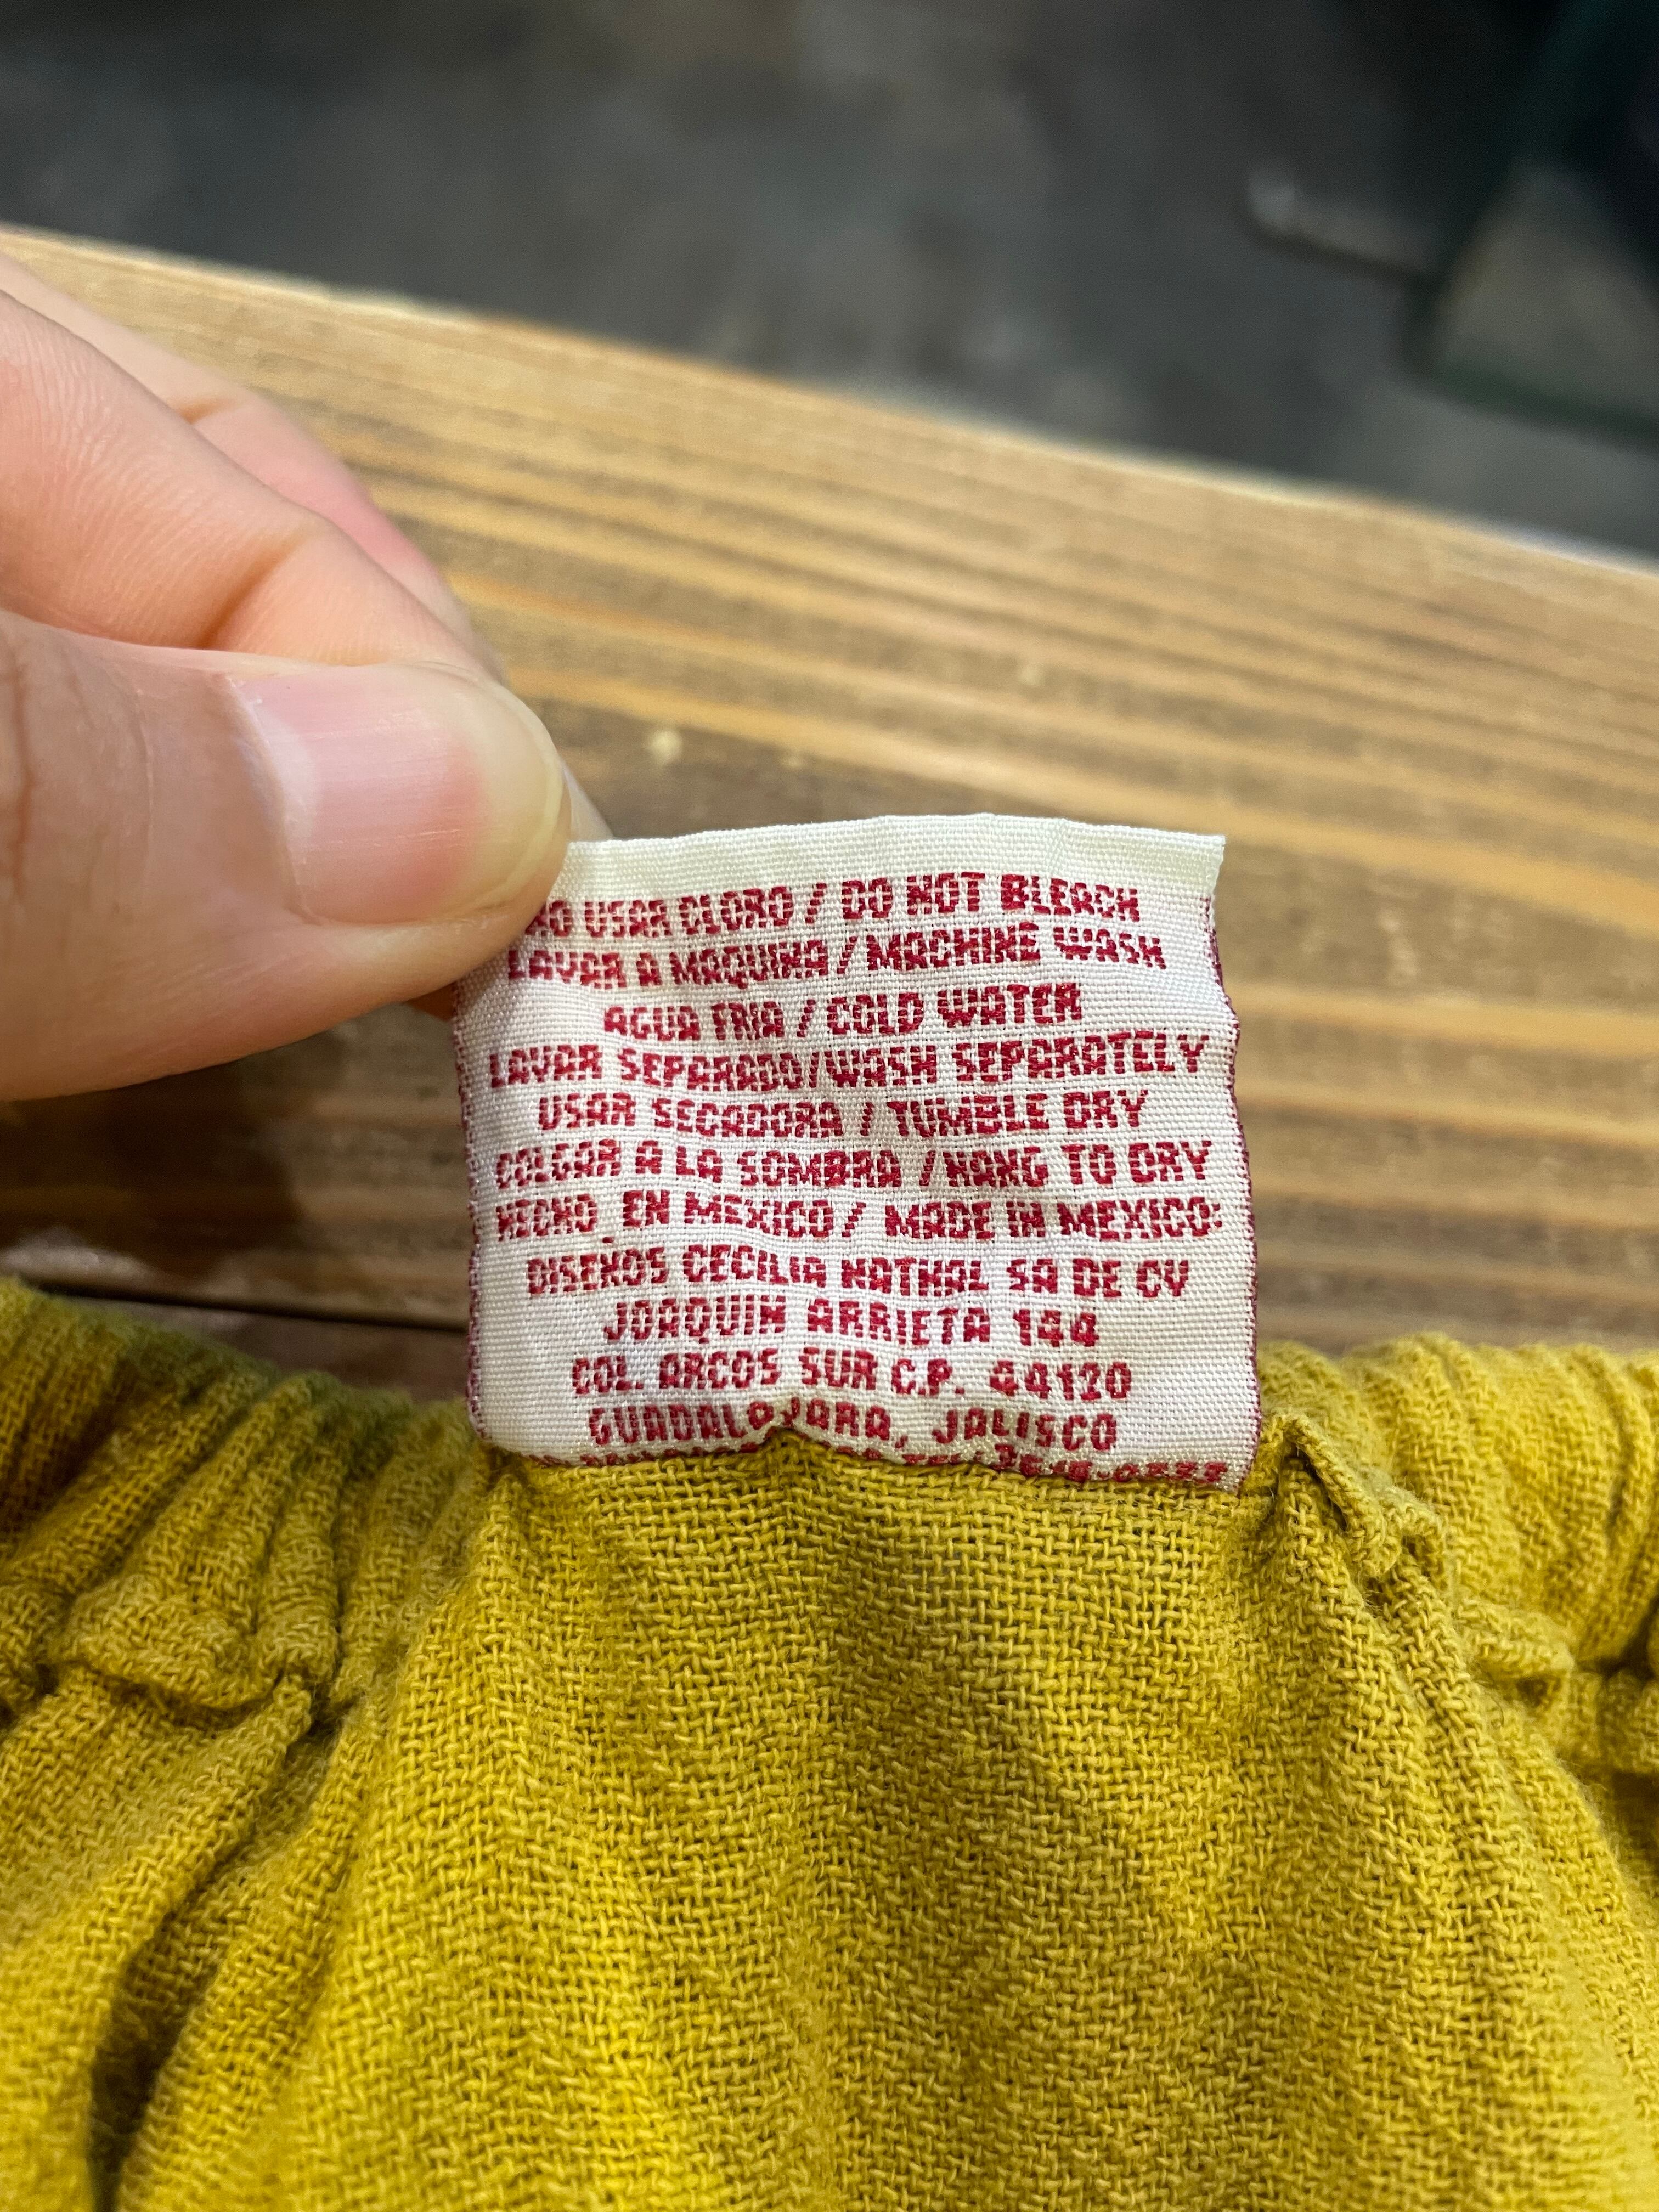 NO USAR CLORO / DO NOT BLEACH
LAVAR A MAQUINA / MACHINE WASH
AGUA FRIA / COLD WATER
LAVAR SEPARADO/WASH SEPARATELY
USAR SECADORA / TUMBLE DRY
COLGAR A LA SOMBRA / HANG TO DRY
HECHO EN MEXICO / MADE IN MEXICO:
DISEÑOS CECILIA NATHAL SA DE CV
JOAQUIN ARRIETA 144
COL. ARCOS SUR C.P. 44120
GUADALAJARA, JALISCO